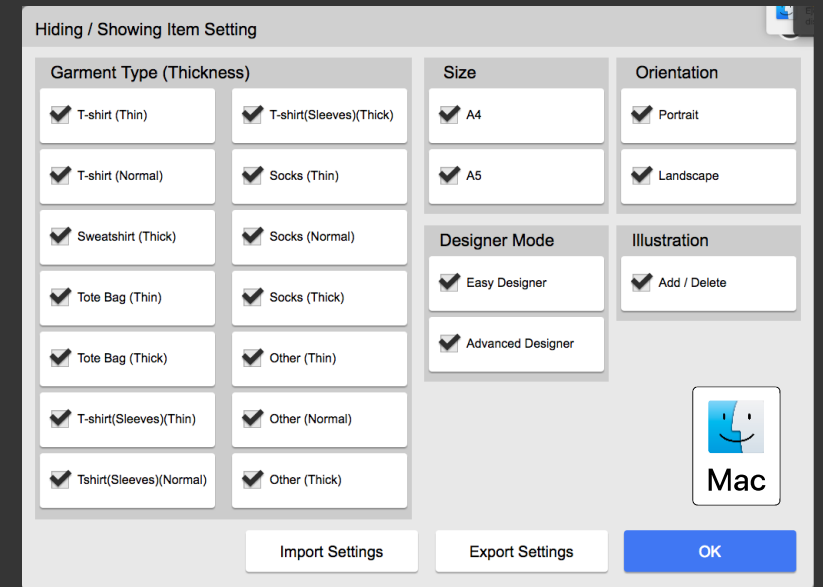 Hiding / Showing Item Setting
Garment Type (Thickness)
T-shirt (Thin)
T-shirt (Normal)
Sweatshirt (Thick)
Tote Bag (Thin)
Tote Bag (Thick)
T-shirt(Sleeves)(Thin)
Tshirt(Sleeves)(Normal)
T-shirt(Sleeves)(Thick)
Socks (Thin)
Socks (Normal)
Socks (Thick)
Other (Thin)
Other (Normal)
Other (Thick)
Size
A4
A5
Orientation
Portrait
Landscape
Designer Mode
Easy Designer
Advanced Designer
Illustration
Add / Delete
Mac
Import Settings
Export Settings
OK